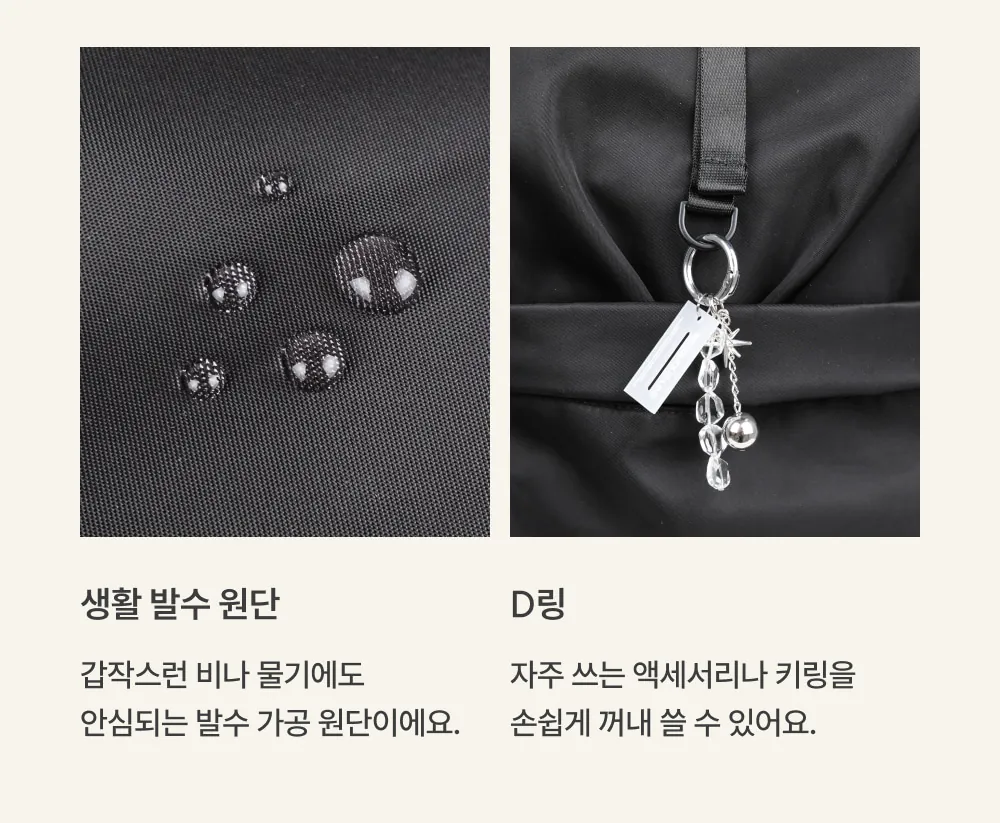 생활 발수 원단
갑작스런 비나 물기에도
안심되는 발수 가공 원단이에요.
D링
자주 쓰는 액세서리나 키링을
손쉽게 꺼내 쓸 수 있어요.